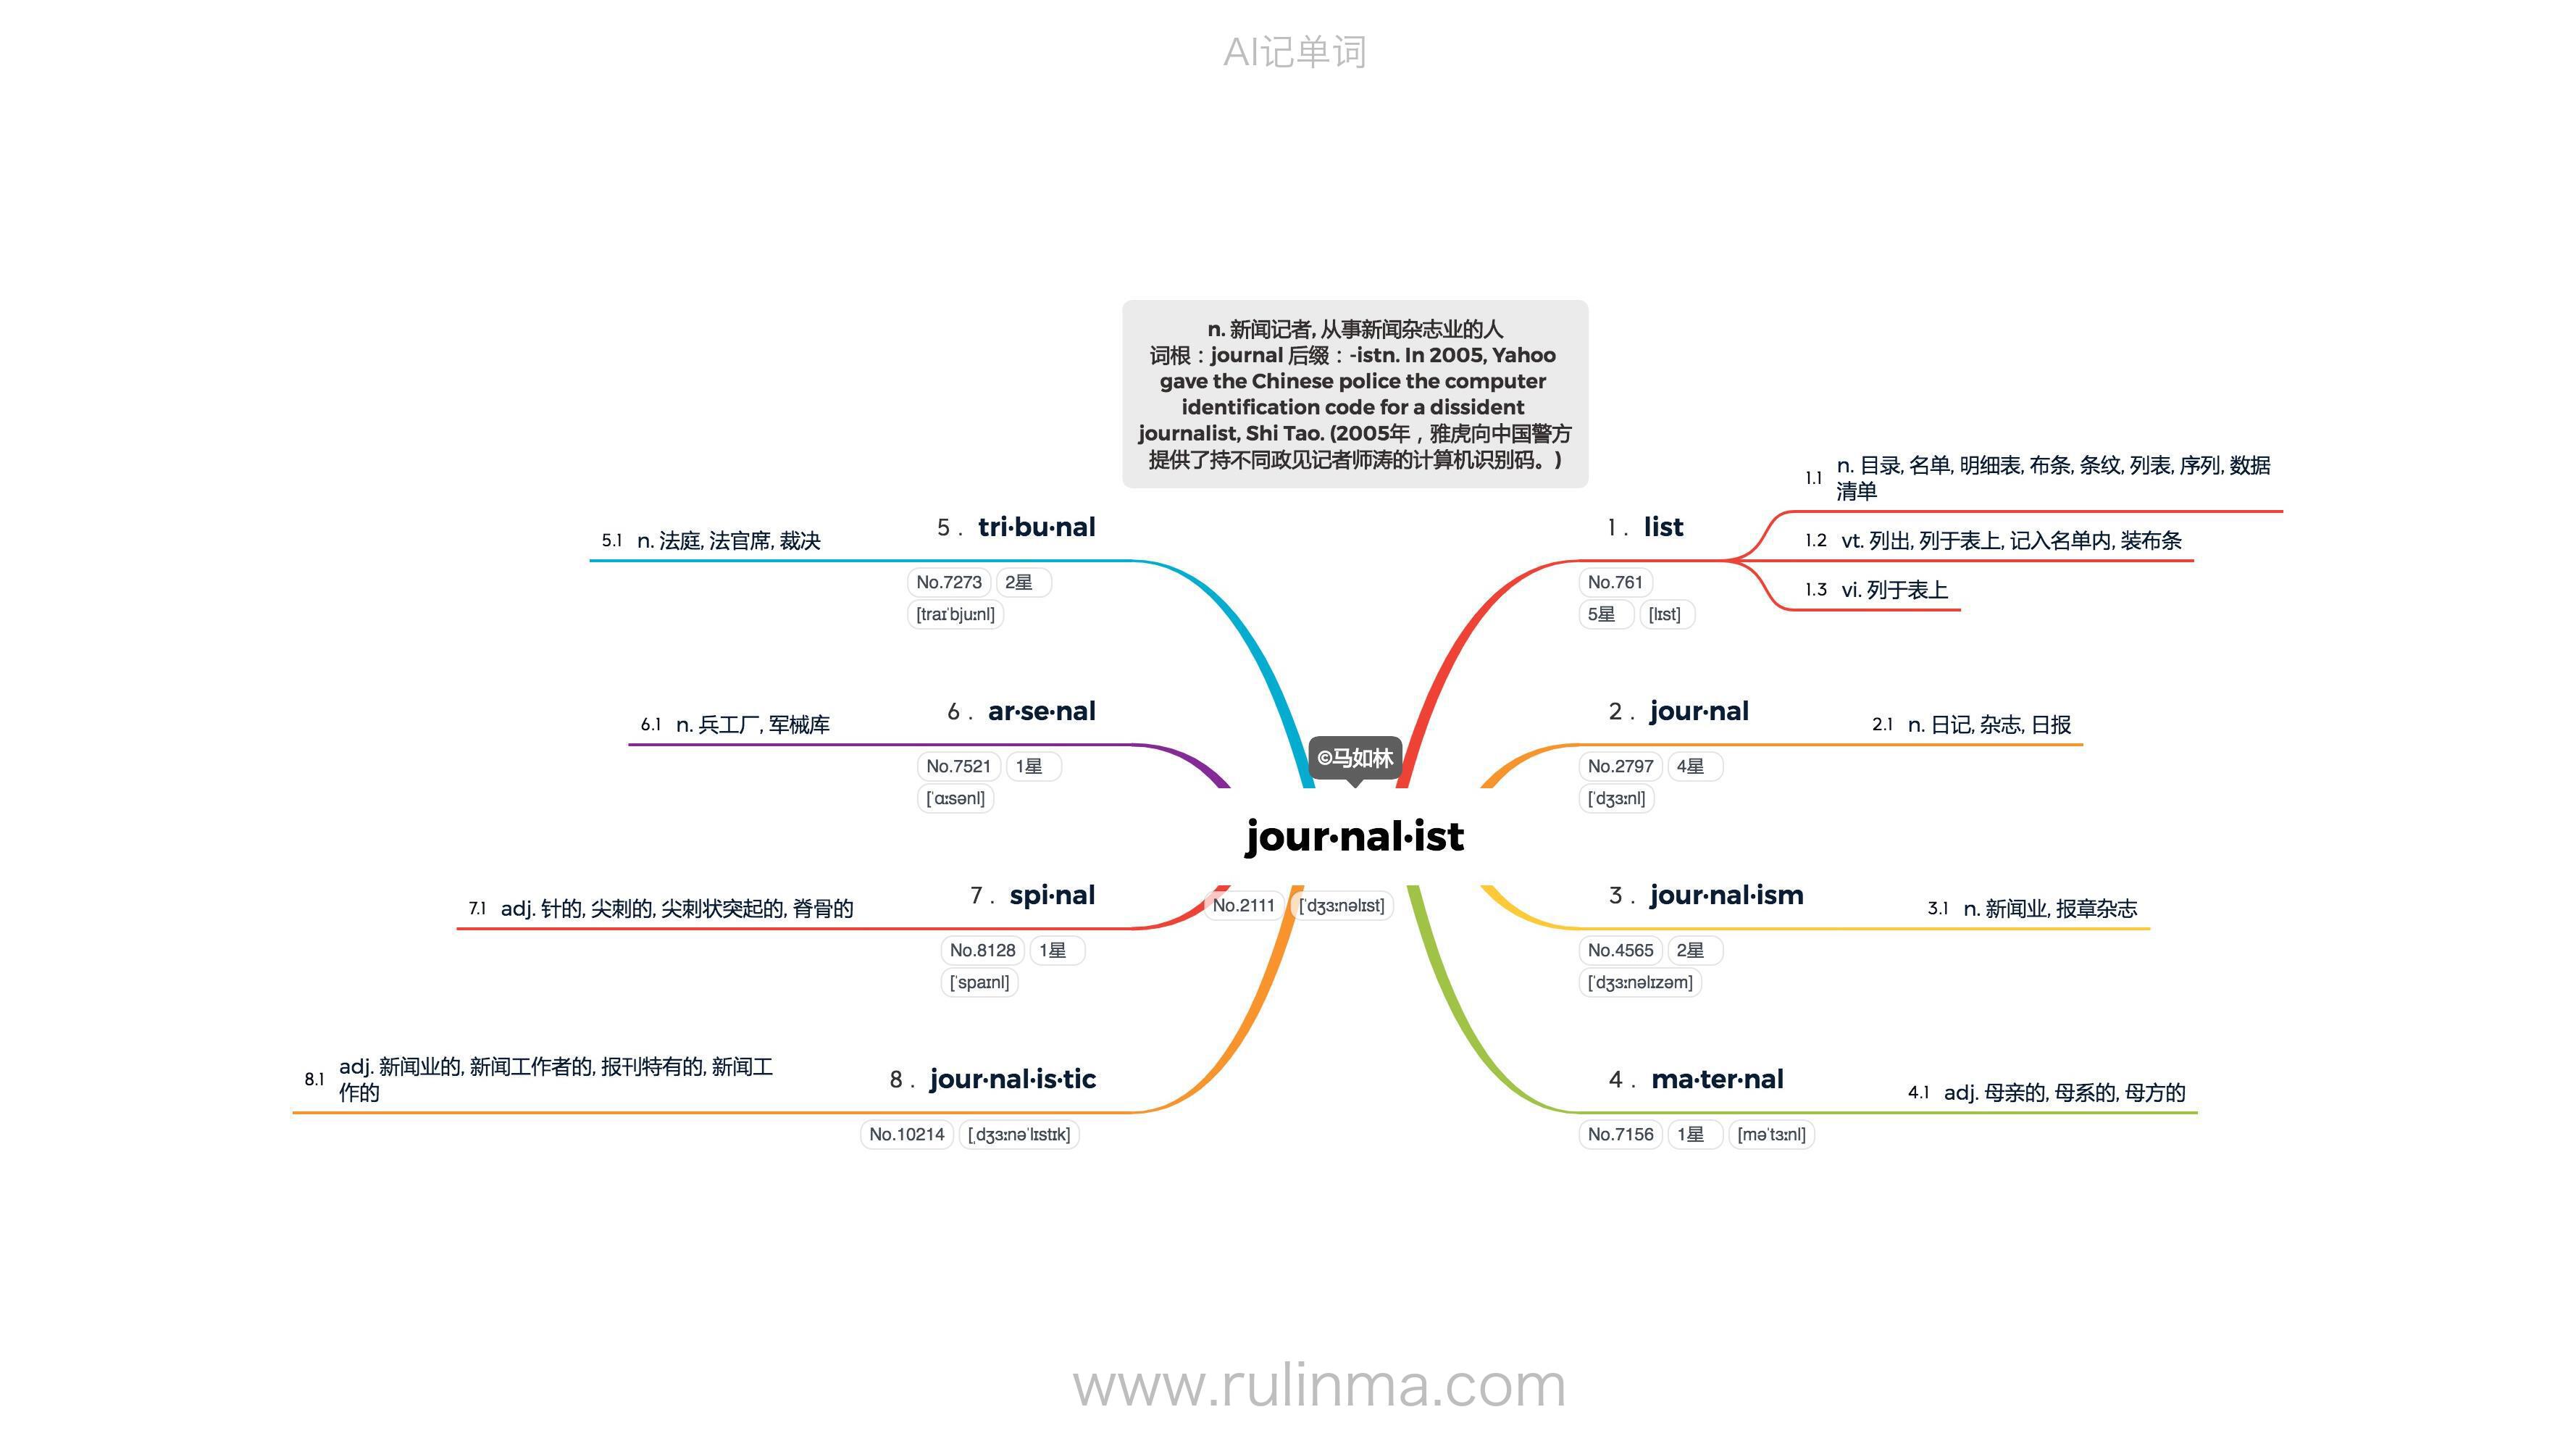 AI记单词
n. 新闻记者, 从事新闻杂志业的人
词根：journal 后缀：-istn. In 2005, Yahoo
gave the Chinese police the computer
identification code for a dissident
journalist, Shi Tao. (2005年，雅虎向中国警方
提供了持不同政见记者师涛的计算机识别码。)
©马如林
jour·nal·ist
No.2111 [ˈdʒɜːnəlɪst]
1. list
No.761
5星 [lɪst]
1.1 n. 目录, 名单, 明细表, 布条, 条纹, 列表, 序列, 数据
清单
1.2 vt. 列出, 列于表上, 记入名单内, 装布条
1.3 vi. 列于表上
2. jour·nal
No.2797 4星
[ˈdʒɜːnl]
2.1 n. 日记, 杂志, 日报
3. jour·nal·ism
No.4565 2星
[ˈdʒɜːnəlɪzəm]
3.1 n. 新闻业, 报章杂志
4. ma·ter·nal
No.7156 1星 [məˈtɜːnl]
4.1 adj. 母亲的, 母系的, 母方的
5. tri·bu·nal
No.7273 2星
[traɪˈbjuːnl]
5.1 n. 法庭, 法官席, 裁决
6. ar·se·nal
No.7521 1星
[ˈɑːsənl]
6.1 n. 兵工厂, 军械库
7. spi·nal
No.8128 1星
[ˈspaɪnl]
7.1 adj. 针的, 尖刺的, 尖刺状突起的, 脊骨的
8. jour·nal·is·tic
No.10214 [ˌdʒɜːnəˈlɪstɪk]
8.1 adj. 新闻业的, 新闻工作者的, 报刊特有的, 新闻工
作的
www.rulinma.com